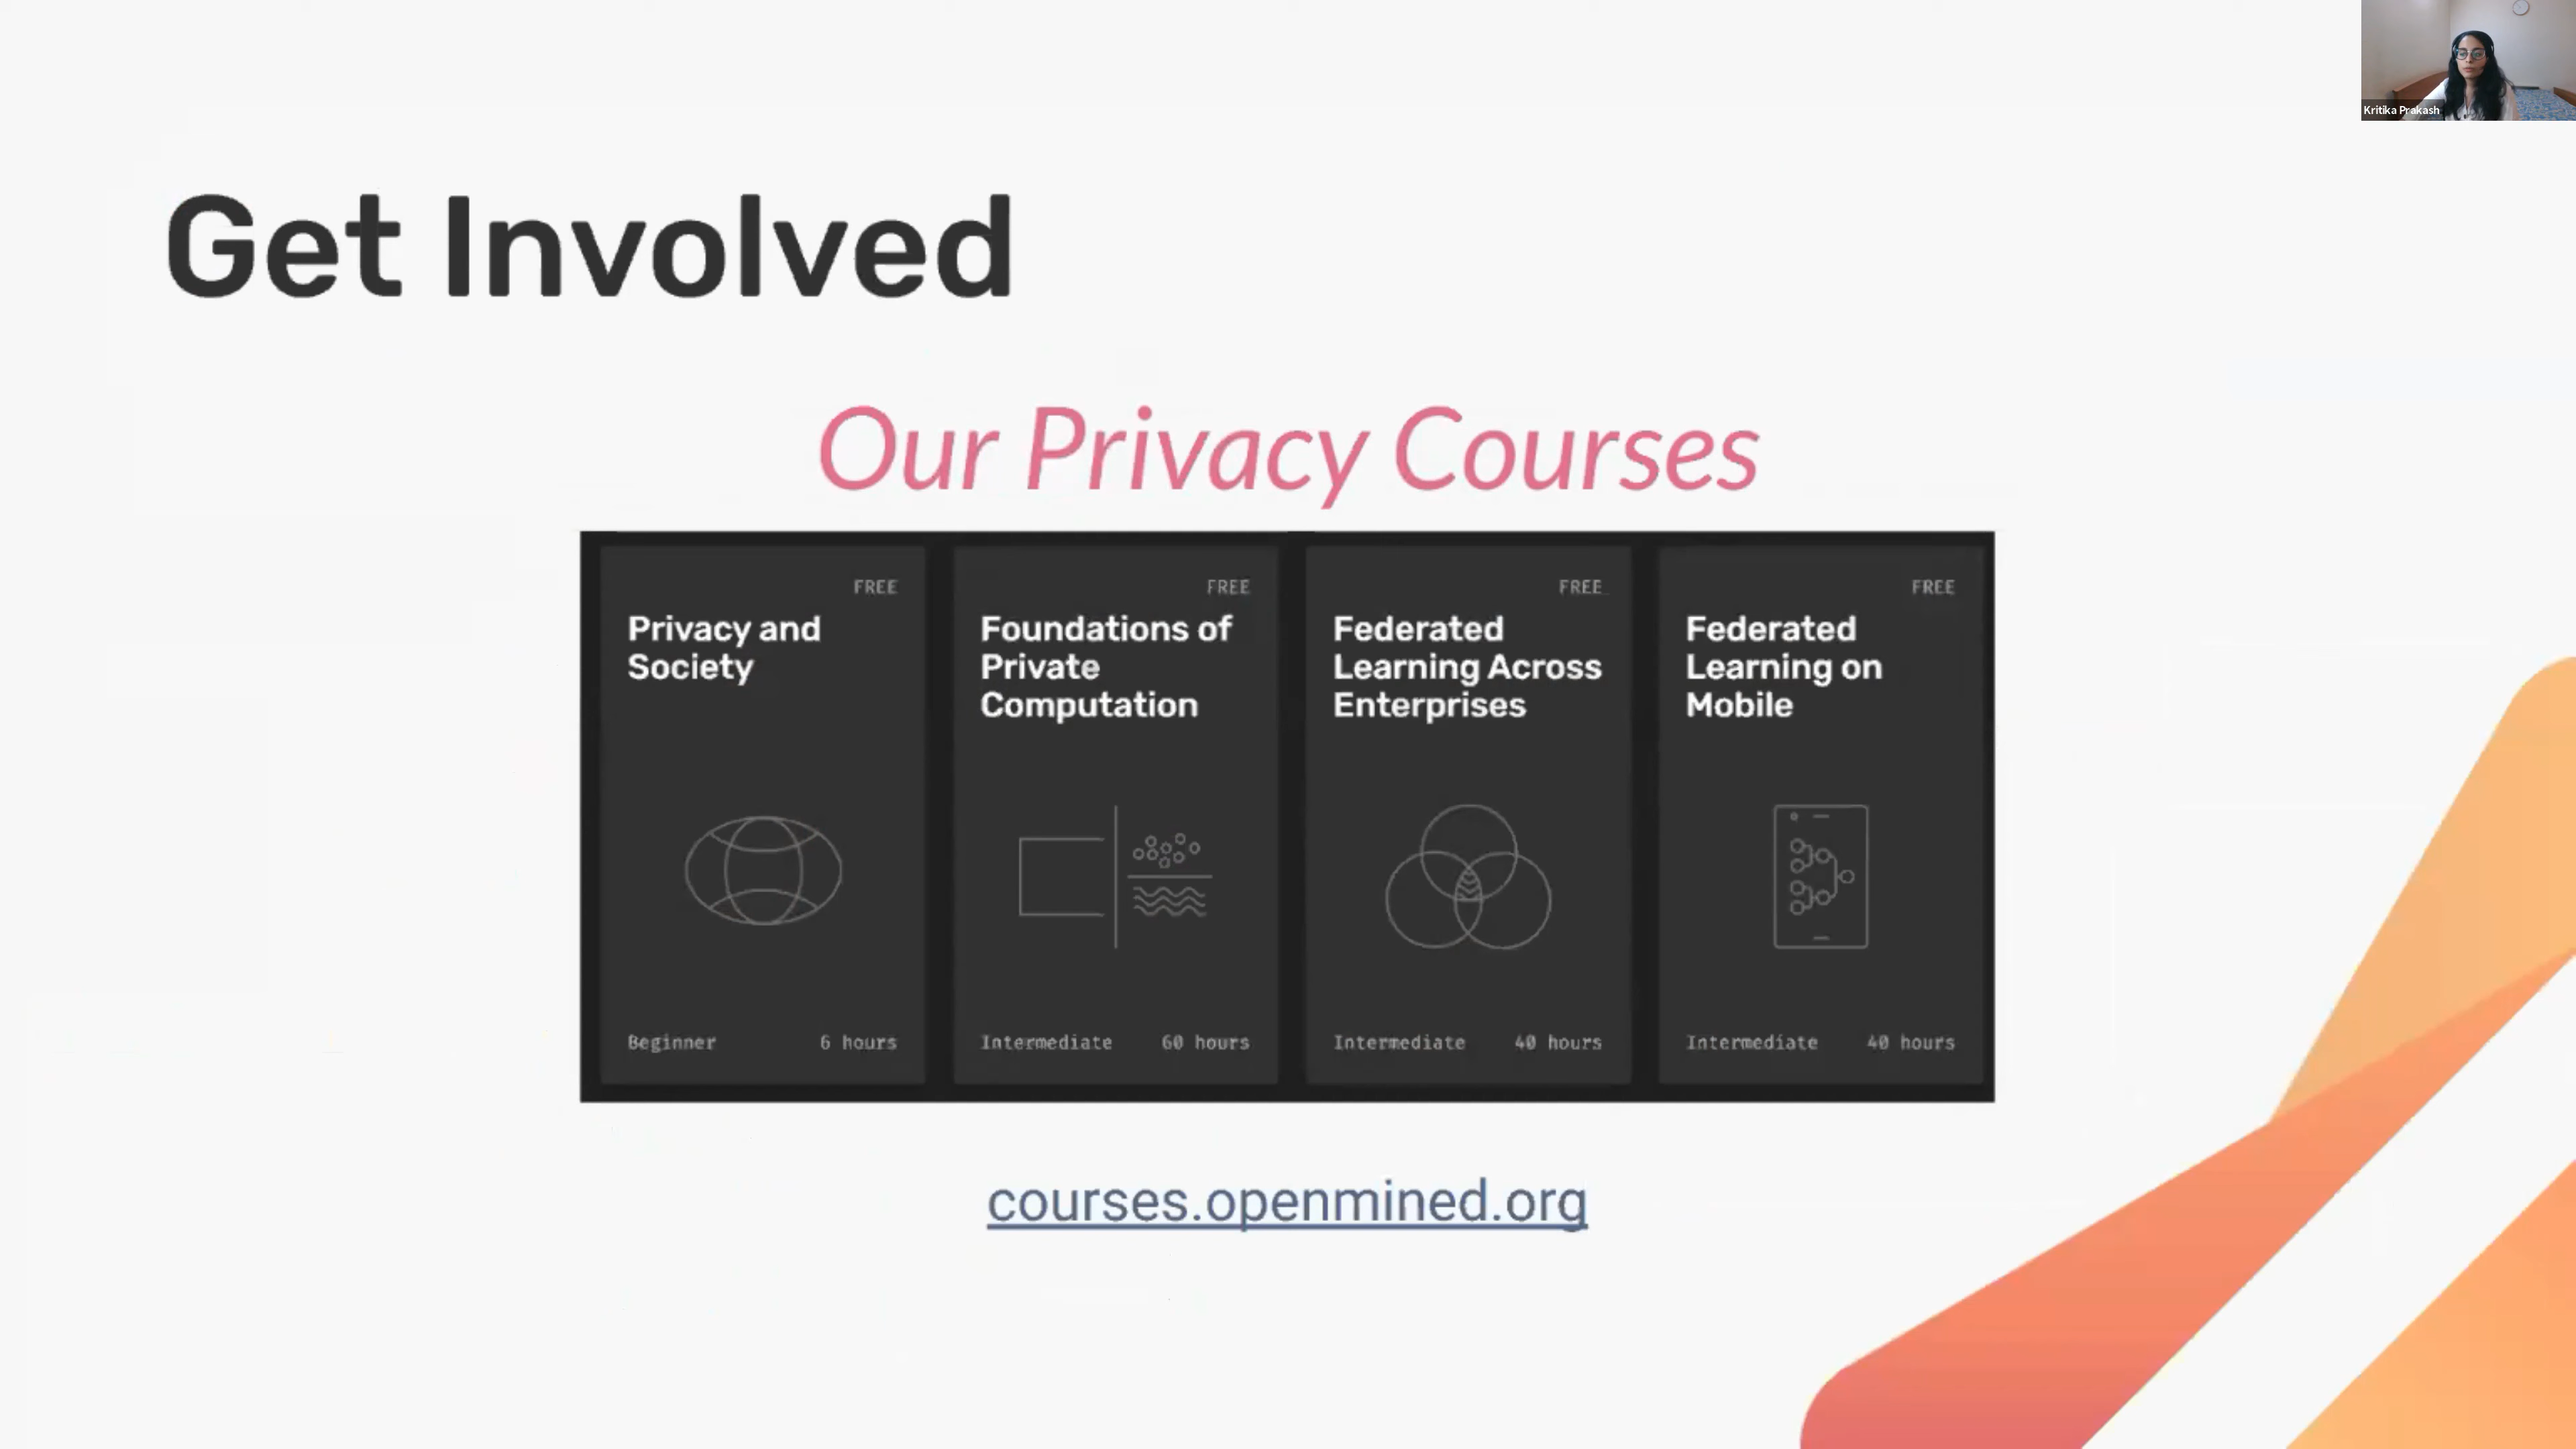 Kritika Prakash
Get Involved
Our Privacy Courses
FREE
Privacy and
Society
Beginner 6 hours
FREE
Foundations of
Private
Computation
Intermediate 60 hours
FREE
Federated
Learning Across
Enterprises
Intermediate 40 hours
FREE
Federated
Learning on
Mobile
Intermediate 40 hours
courses.openmined.org